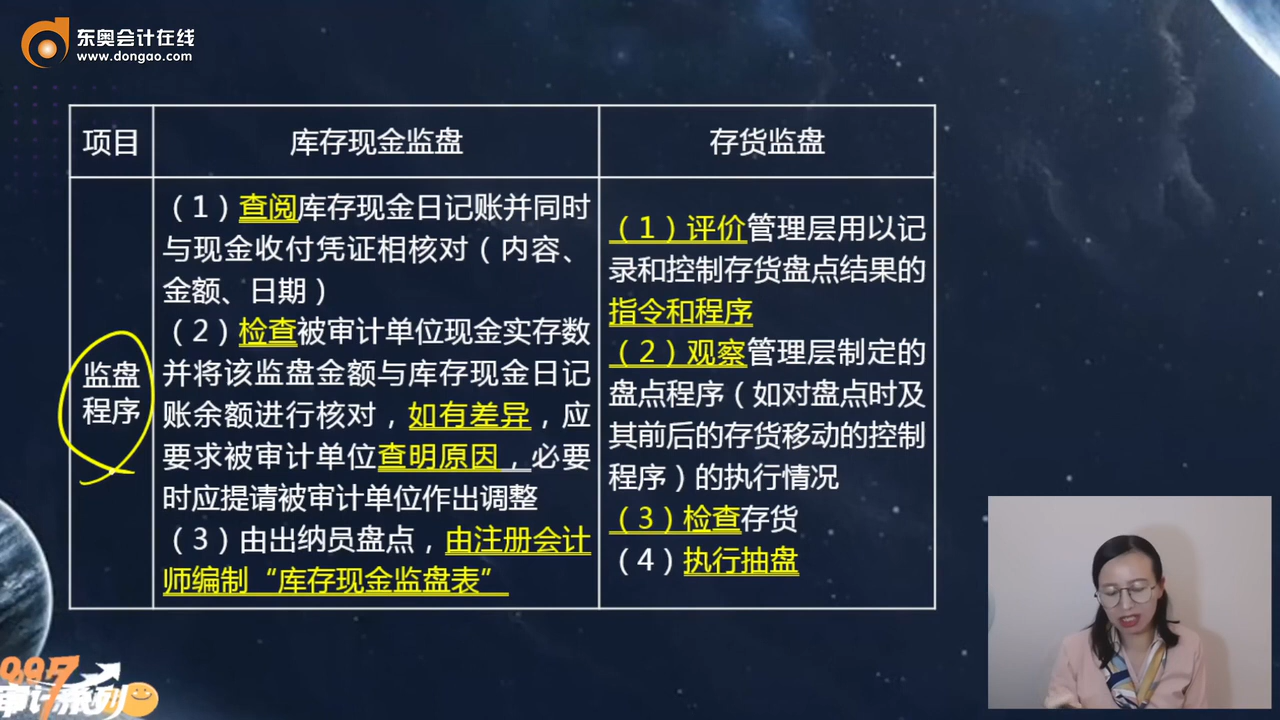 东奥会计在线
www.dongao.com
项目
库存现金监盘
存货监盘
监盘
程序
（1）查阅库存现金日记账并同时
与现金收付凭证相核对（内容、
金额、日期）
（2）检查被审计单位现金实存数
并将该监盘金额与库存现金日记
账余额进行核对，如有差异，应
要求被审计单位查明原因，必要
时应提请被审计单位作出调整
（3）由出纳员盘点，由注册会计
师编制“库存现金监盘表”
（1）评价管理层用以记
录和控制存货盘点结果的
指令和程序
（2）观察管理层制定的
盘点程序（如对盘点时及
其前后的存货移动的控制
程序）的执行情况
（3）检查存货
（4）执行抽盘
997
审计系列